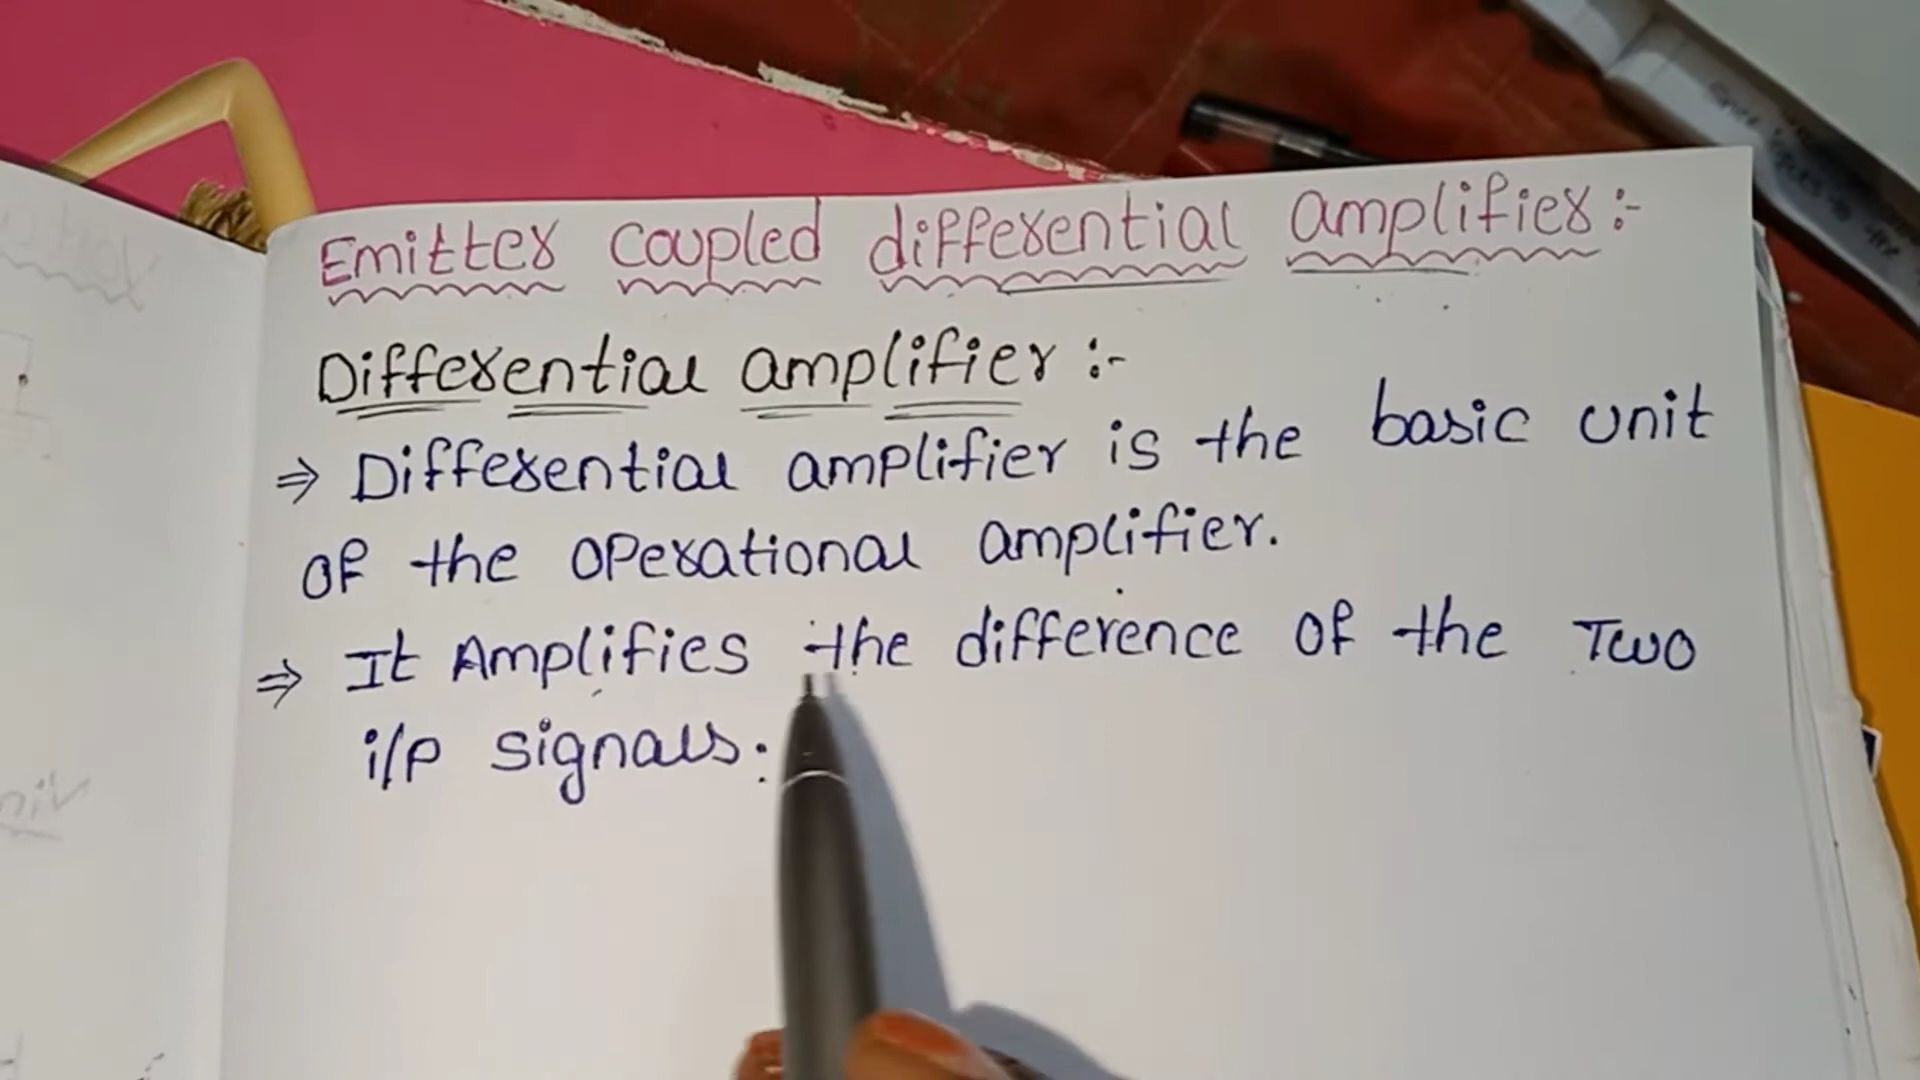 Emitter coupled differential amplifier :-
Differential amplifier :-
⇒ Differential amplifier is the basic unit
of the operational amplifier.
⇒ It Amplifies the difference of the Two
i/p signals.